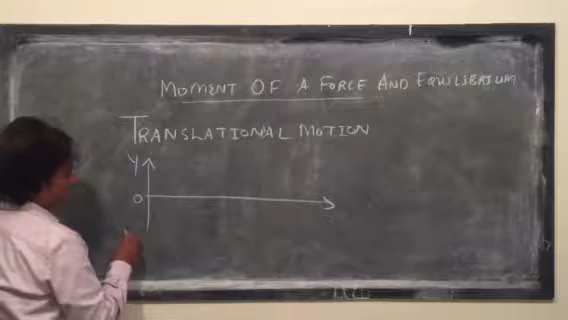 MOMENT OF A FORCE AND EQUILIBRIUM
TRANSLATIONAL MOTION
Y
O